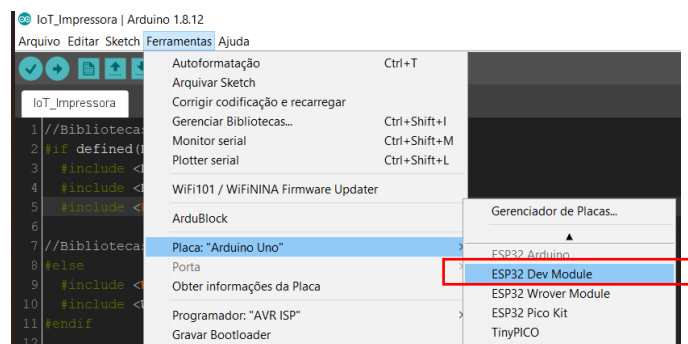 IoT_Impressora | Arduino 1.8.12
Arquivo Editar Sketch Ferramentas Ajuda
IoT_Impressora
1 //Biblioteca
2 #if defined(
3 #include <
4 #include <
5 #include <
6
7 //Biblioteca
8 #else
9 #include <
10 #include <
11 #endif
12
Autoformatação Ctrl+T
Arquivar Sketch
Corrigir codificação e recarregar
Gerenciar Bibliotecas... Ctrl+Shift+I
Monitor serial Ctrl+Shift+M
Plotter serial Ctrl+Shift+L
WiFi101 / WiFiNINA Firmware Updater
ArduBlock
Placa: "Arduino Uno"
Porta
Obter informações da Placa
Programador: "AVR ISP"
Gravar Bootloader
Gerenciador de Placas...
ESP32 Arduino
ESP32 Dev Module
ESP32 Wrover Module
ESP32 Pico Kit
TinyPICO